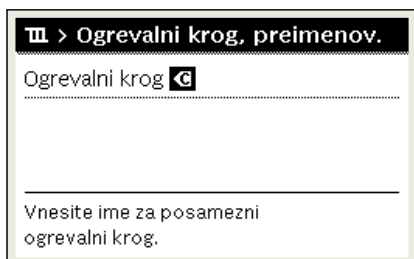 > Ogrevalni krog, preimenov.
Ogrevalni krog C
Vnesite ime za posamezni
ogrevalni krog.